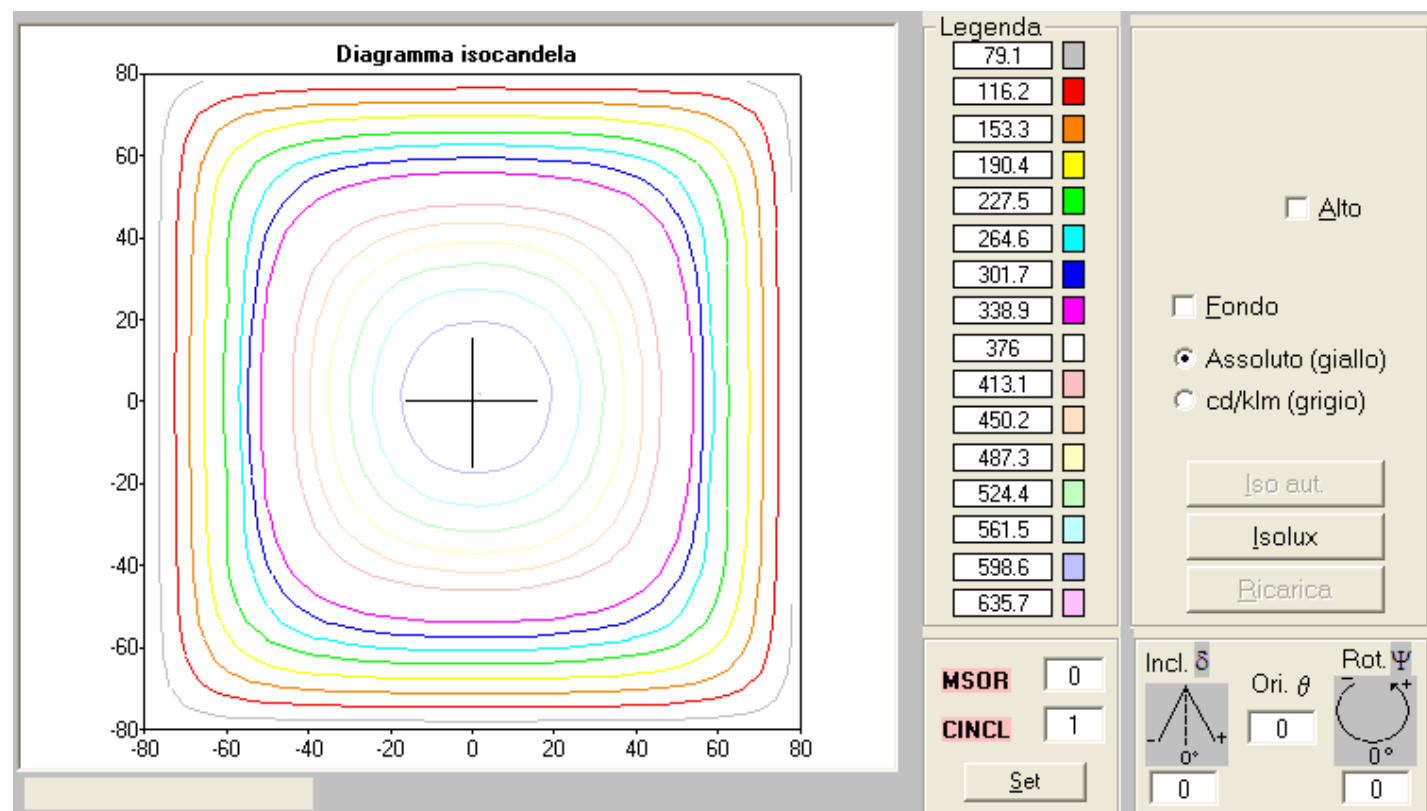 Diagramma isocandela
80
60
40
20
0
-20
-40
-60
-80
-80 -60 -40 -20 0 20 40 60 80
Legenda
79.1
116.2
153.3
190.4
227.5
264.6
301.7
338.9
376
413.1
450.2
487.3
524.4
561.5
598.6
635.7
MSOR 0
CINCL 1
Set
Alto
Fondo
Assoluto (giallo)
cd/klm (grigio)
Iso aut.
Isolux
Ricarica
Incl. δ
- +
0°
0
Ori. θ
0
Rot. Ψ
- +
0°
0